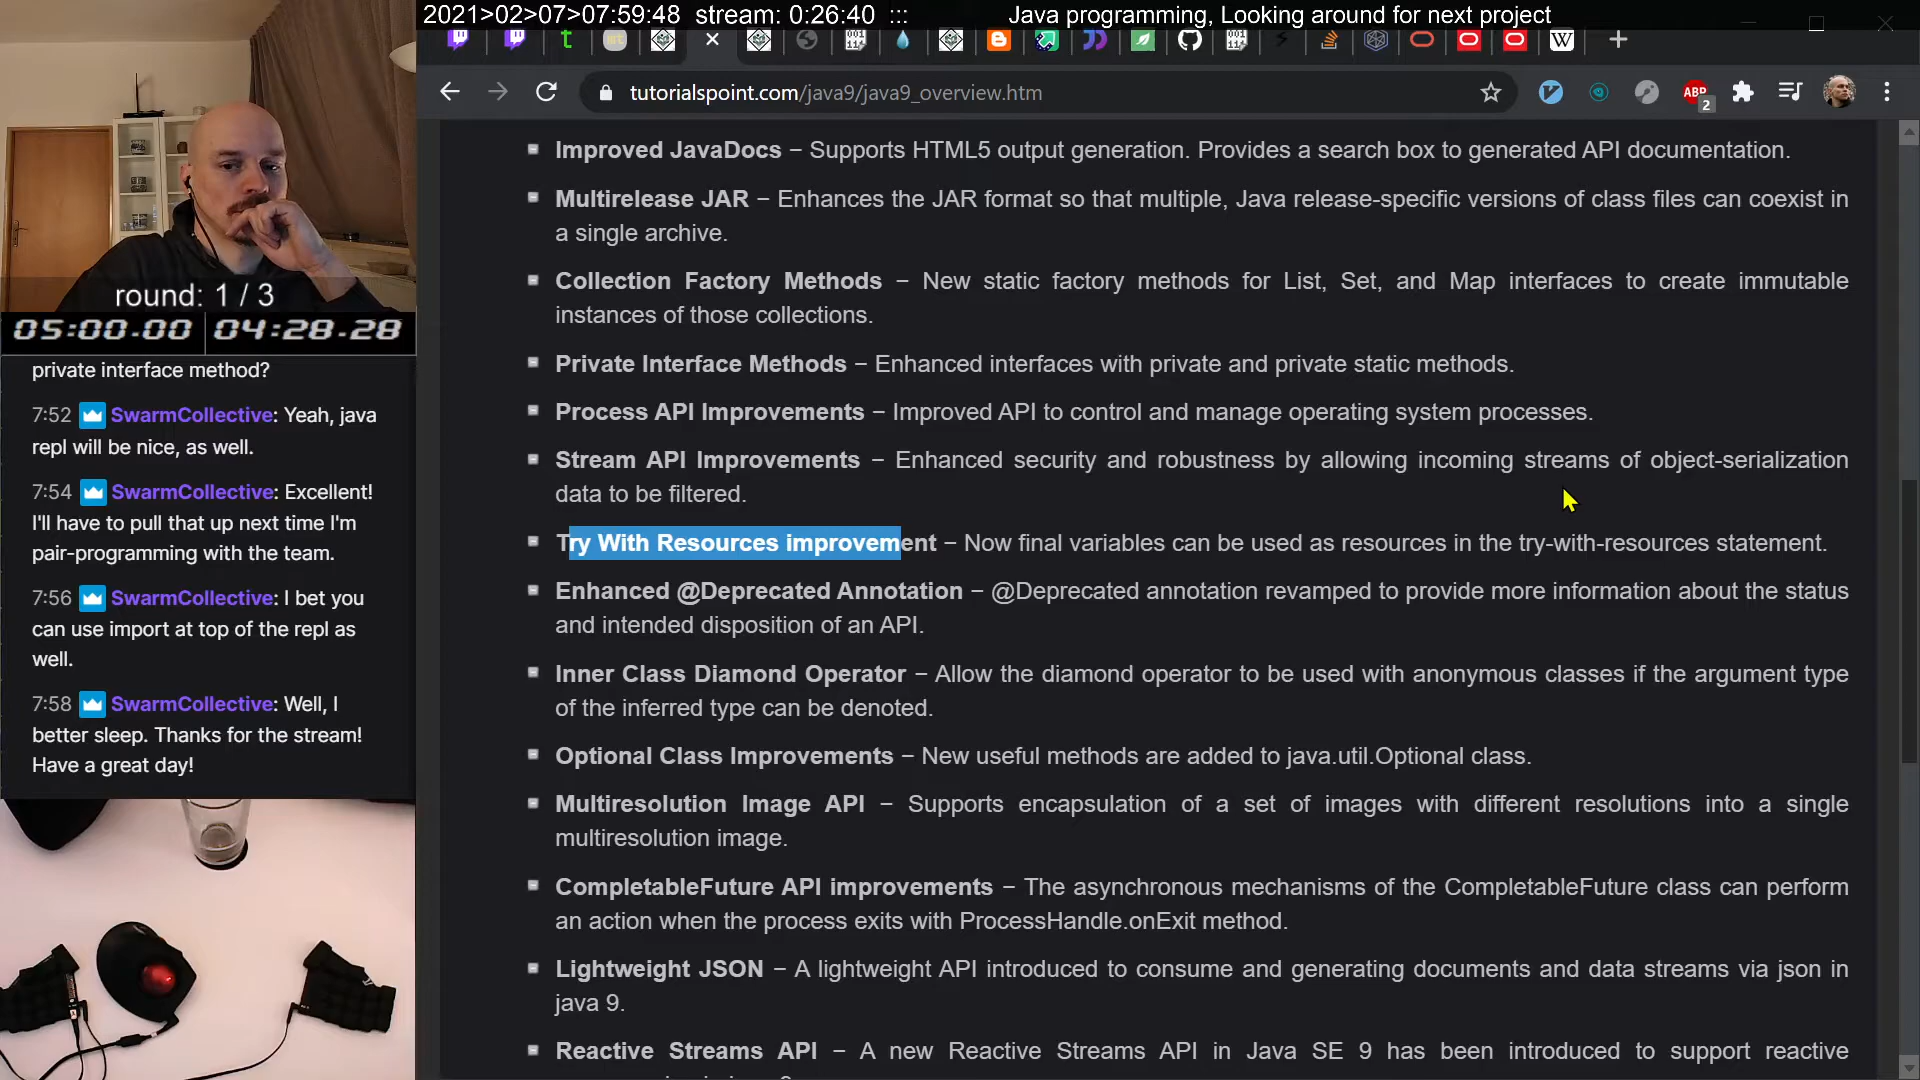 2021>02>07>07:59:48 stream: 0:26:40 ::: Java programming, Looking around for next project
tutorialspoint.com/java9/java9_overview.htm
ABP
2
round: 1 / 3
05:00.00 04:28.28
private interface method?
7:52 SwarmCollective: Yeah, java
repl will be nice, as well.
7:54 SwarmCollective: Excellent!
I'll have to pull that up next time I'm
pair-programming with the team.
7:56 SwarmCollective: I bet you
can use import at top of the repl as
well.
7:58 SwarmCollective: Well, I
better sleep. Thanks for the stream!
Have a great day!
Improved JavaDocs − Supports HTML5 output generation. Provides a search box to generated API documentation.
Multirelease JAR − Enhances the JAR format so that multiple, Java release-specific versions of class files can coexist in
a single archive.
Collection Factory Methods − New static factory methods for List, Set, and Map interfaces to create immutable
instances of those collections.
Private Interface Methods − Enhanced interfaces with private and private static methods.
Process API Improvements − Improved API to control and manage operating system processes.
Stream API Improvements − Enhanced security and robustness by allowing incoming streams of object-serialization
data to be filtered.
Try With Resources improvement − Now final variables can be used as resources in the try-with-resources statement.
Enhanced @Deprecated Annotation − @Deprecated annotation revamped to provide more information about the status
and intended disposition of an API.
Inner Class Diamond Operator − Allow the diamond operator to be used with anonymous classes if the argument type
of the inferred type can be denoted.
Optional Class Improvements − New useful methods are added to java.util.Optional class.
Multiresolution Image API − Supports encapsulation of a set of images with different resolutions into a single
multiresolution image.
CompletableFuture API improvements − The asynchronous mechanisms of the CompletableFuture class can perform
an action when the process exits with ProcessHandle.onExit method.
Lightweight JSON − A lightweight API introduced to consume and generating documents and data streams via json in
java 9.
Reactive Streams API − A new Reactive Streams API in Java SE 9 has been introduced to support reactive